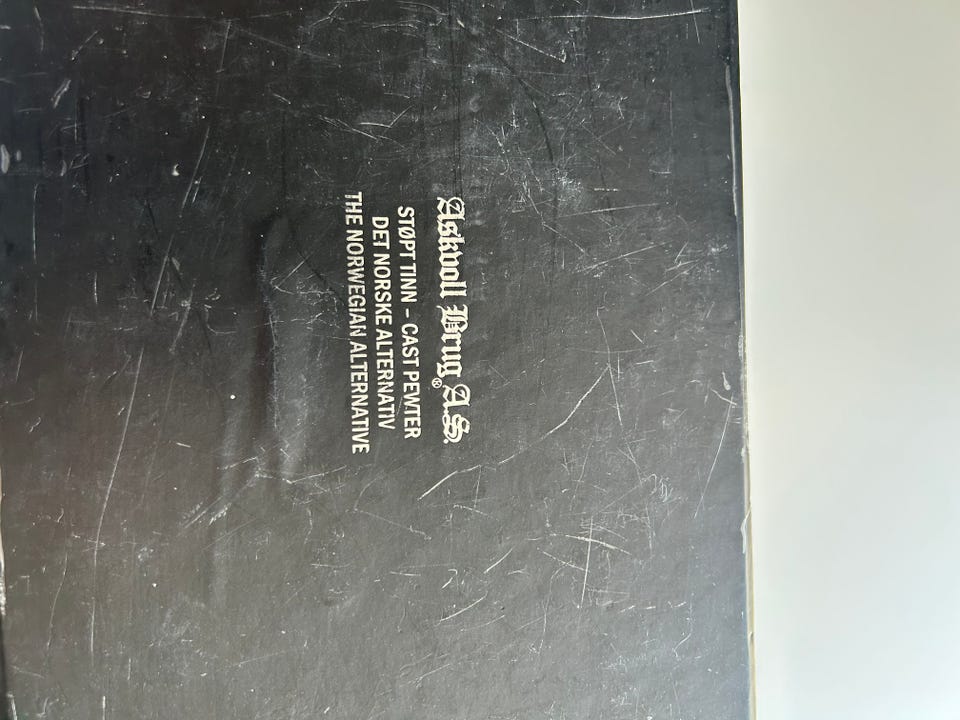 Askvoll Brug A.S.®
STØPT TINN – CAST PEWTER
DET NORSKE ALTERNATIV
THE NORWEGIAN ALTERNATIVE